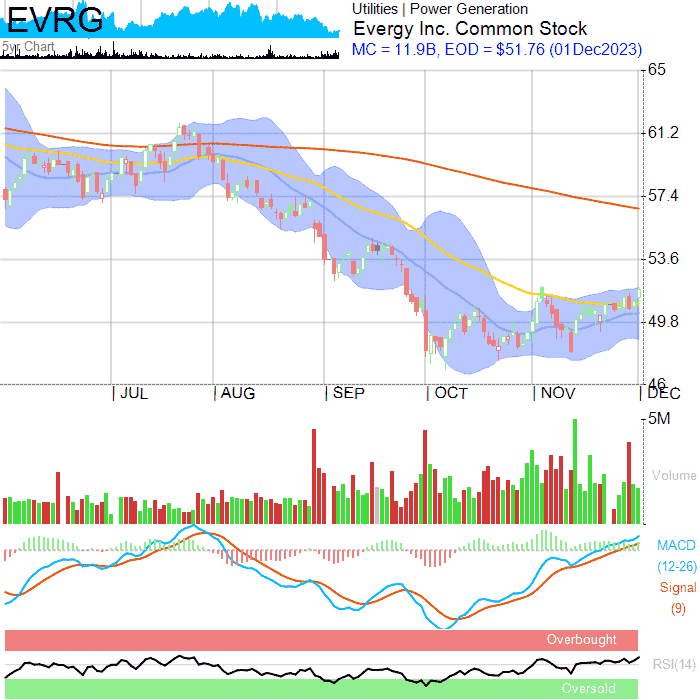 EVRG
Utilities | Power Generation
Evergy Inc. Common Stock
5yr Chart
MC = 11.9B, EOD = $51.76 (01Dec2023)
65
61.2
57.4
53.6
49.8
46
JUL AUG SEP OCT NOV DEC
5M
Volume
MACD
(12-26)
Signal
(9)
Overbought
RSI(14)
Oversold